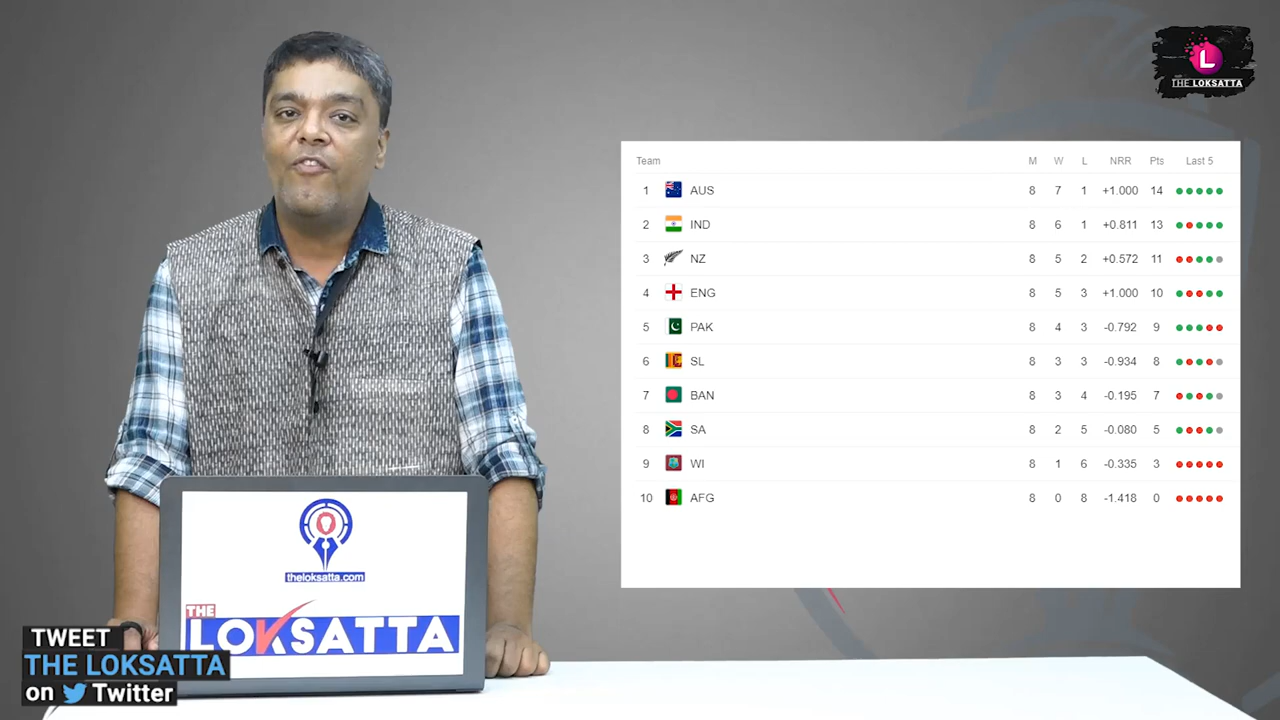 THE LOKSATTA
Team M W L NRR Pts Last 5
1 AUS 8 7 1 +1.000 14
2 IND 8 6 1 +0.811 13
3 NZ 8 5 2 +0.572 11
4 ENG 8 5 3 +1.000 10
5 PAK 8 4 3 -0.792 9
6 SL 8 3 3 -0.934 8
7 BAN 8 3 4 -0.195 7
8 SA 8 2 5 -0.080 5
9 WI 8 1 6 -0.335 3
10 AFG 8 0 8 -1.418 0
theloksatta.com
THE
LOKSATTA
TWEET
THE LOKSATTA
on Twitter